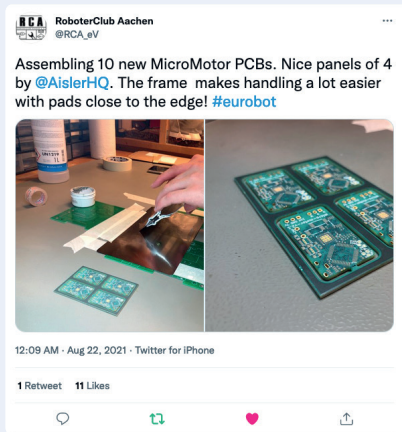 RCA
RoboterClub Aachen
@RCA_eV
Assembling 10 new MicroMotor PCBs. Nice panels of 4
by @AislerHQ. The frame makes handling a lot easier
with pads close to the edge! #eurobot
12:09 AM · Aug 22, 2021 · Twitter for iPhone
1 Retweet 11 Likes